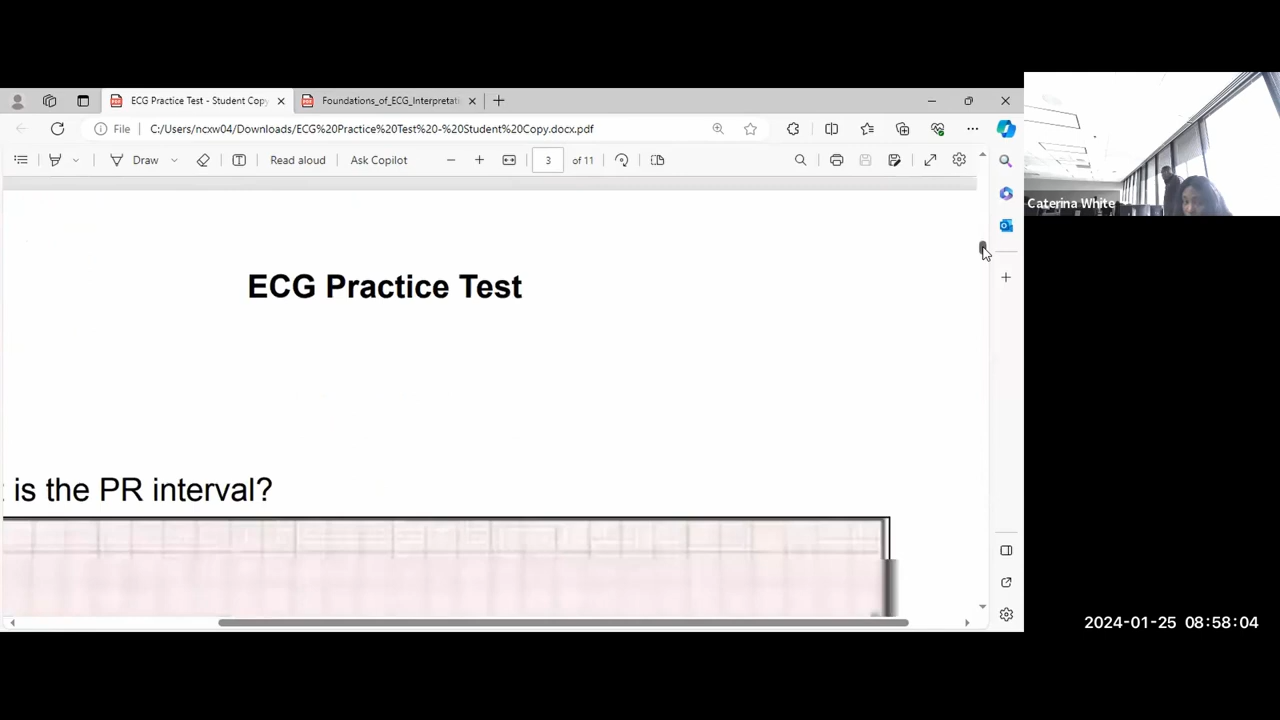 ECG Practice Test - Student Copy
Foundations_of_ECG_Interpretati
File
C:/Users/ncxw04/Downloads/ECG%20Practice%20Test%20-%20Student%20Copy.docx.pdf
Draw
Read aloud
Ask Copilot
3 of 11
Caterina White
ECG Practice Test
is the PR interval?
2024-01-25 08:58:04